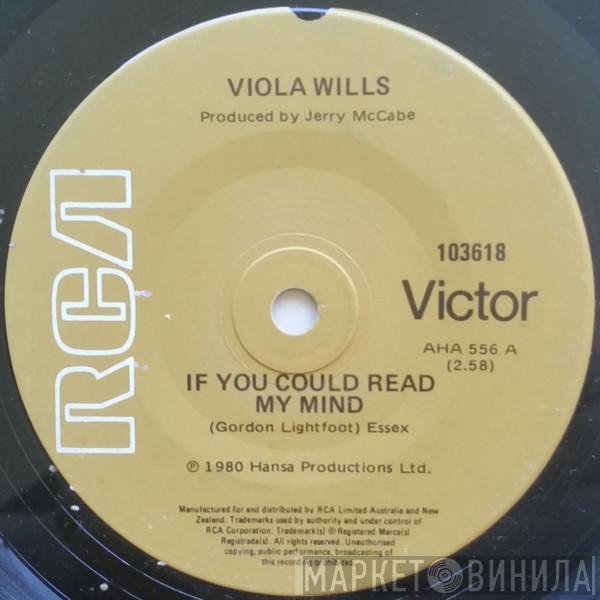 VIOLA WILLS
Produced by Jerry McCabe
RCA
103618
Victor
AHA 556 A
(2.58)
IF YOU COULD READ
MY MIND
(Gordon Lightfoot) Essex
℗ 1980 Hansa Productions Ltd.
Manufactured for and distributed by RCA Limited Australia and New
Zealand. Trademarks used by authority and under control of
RCA Corporation. Trademark(s) ® Registered Marca(s)
Registrada(s). All rights reserved. Unauthorised
copying, public performance, broadcasting of
this recording prohibited
МАРКЕТ ВИНИЛА